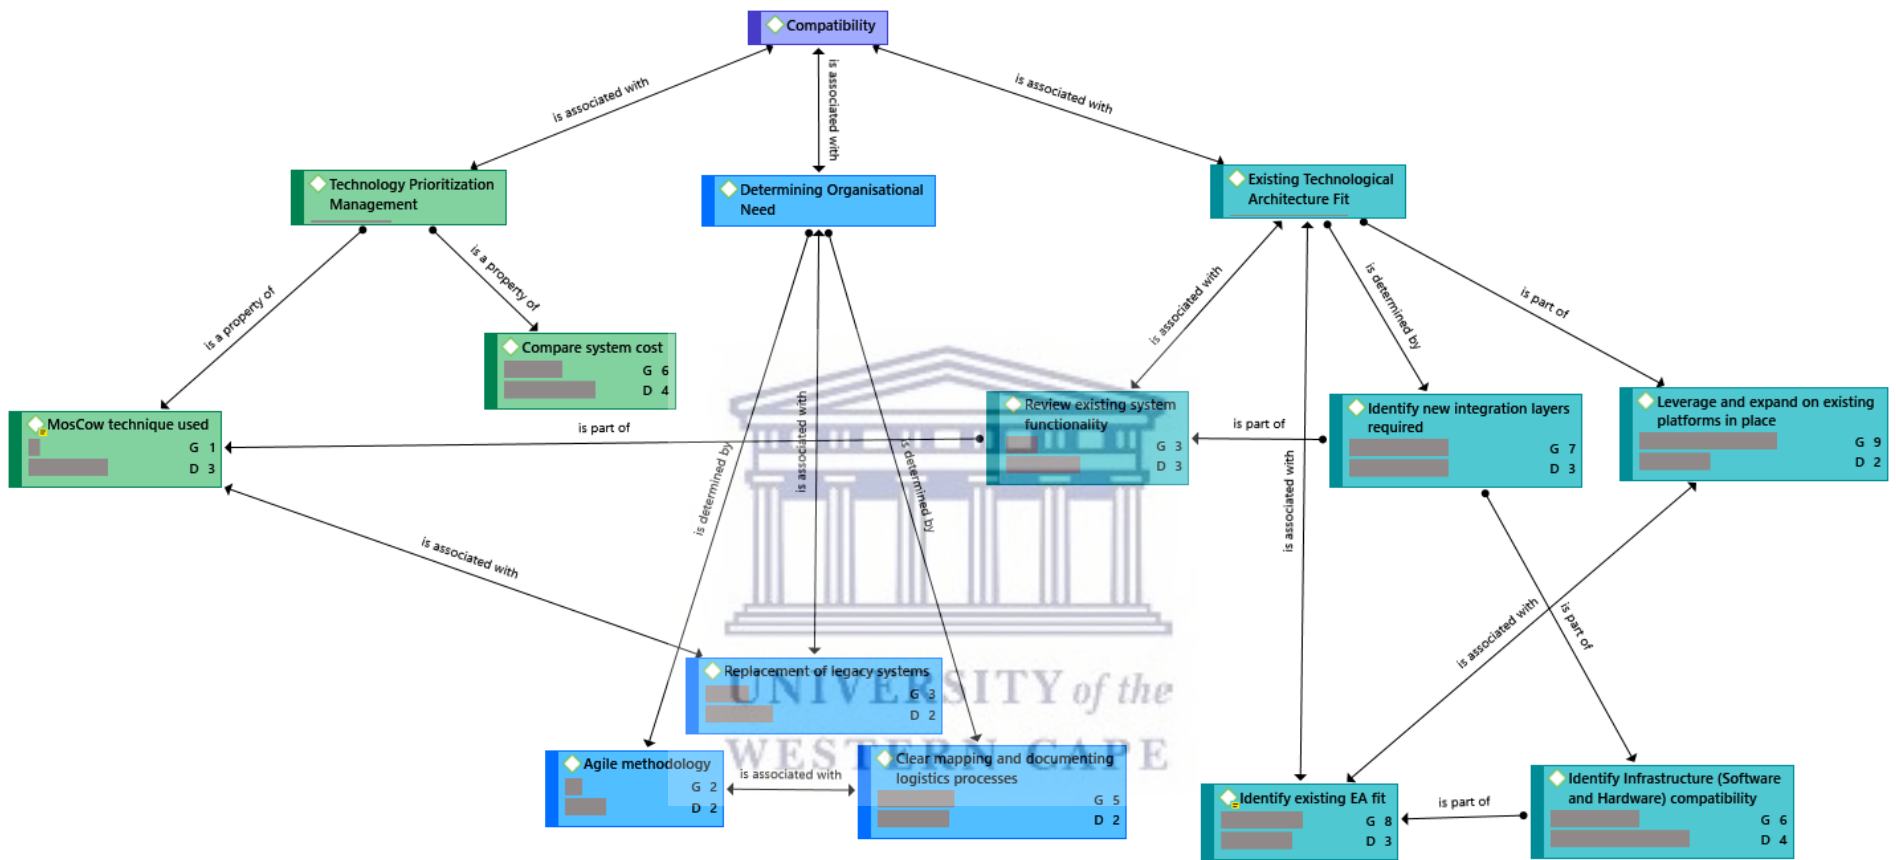 Compatibility
is associated with
is associated with
is associated with
Technology Prioritization
Management
Determining Organisational
Need
Existing Technological
Architecture Fit
is a property of
is a property of
is associated with
is determined by
is part of
Compare system cost
G 6
D 4
MosCow technique used
G 1
D 3
is part of
is determined by
is associated with
is determined by
Review existing system
functionality
G 3
D 3
is part of
Identify new integration layers
required
G 7
D 3
Leverage and expand on existing
platforms in place
G 9
D 2
is associated with
is associated with
is associated with
is part of
Replacement of legacy systems
G 3
D 2
UNIVERSITY of the
WESTERN CAPE
Agile methodology
G 2
D 2
is associated with
Clear mapping and documenting
logistics processes
G 5
D 2
Identify existing EA fit
G 8
D 3
is part of
Identify Infrastructure (Software
and Hardware) compatibility
G 6
D 4